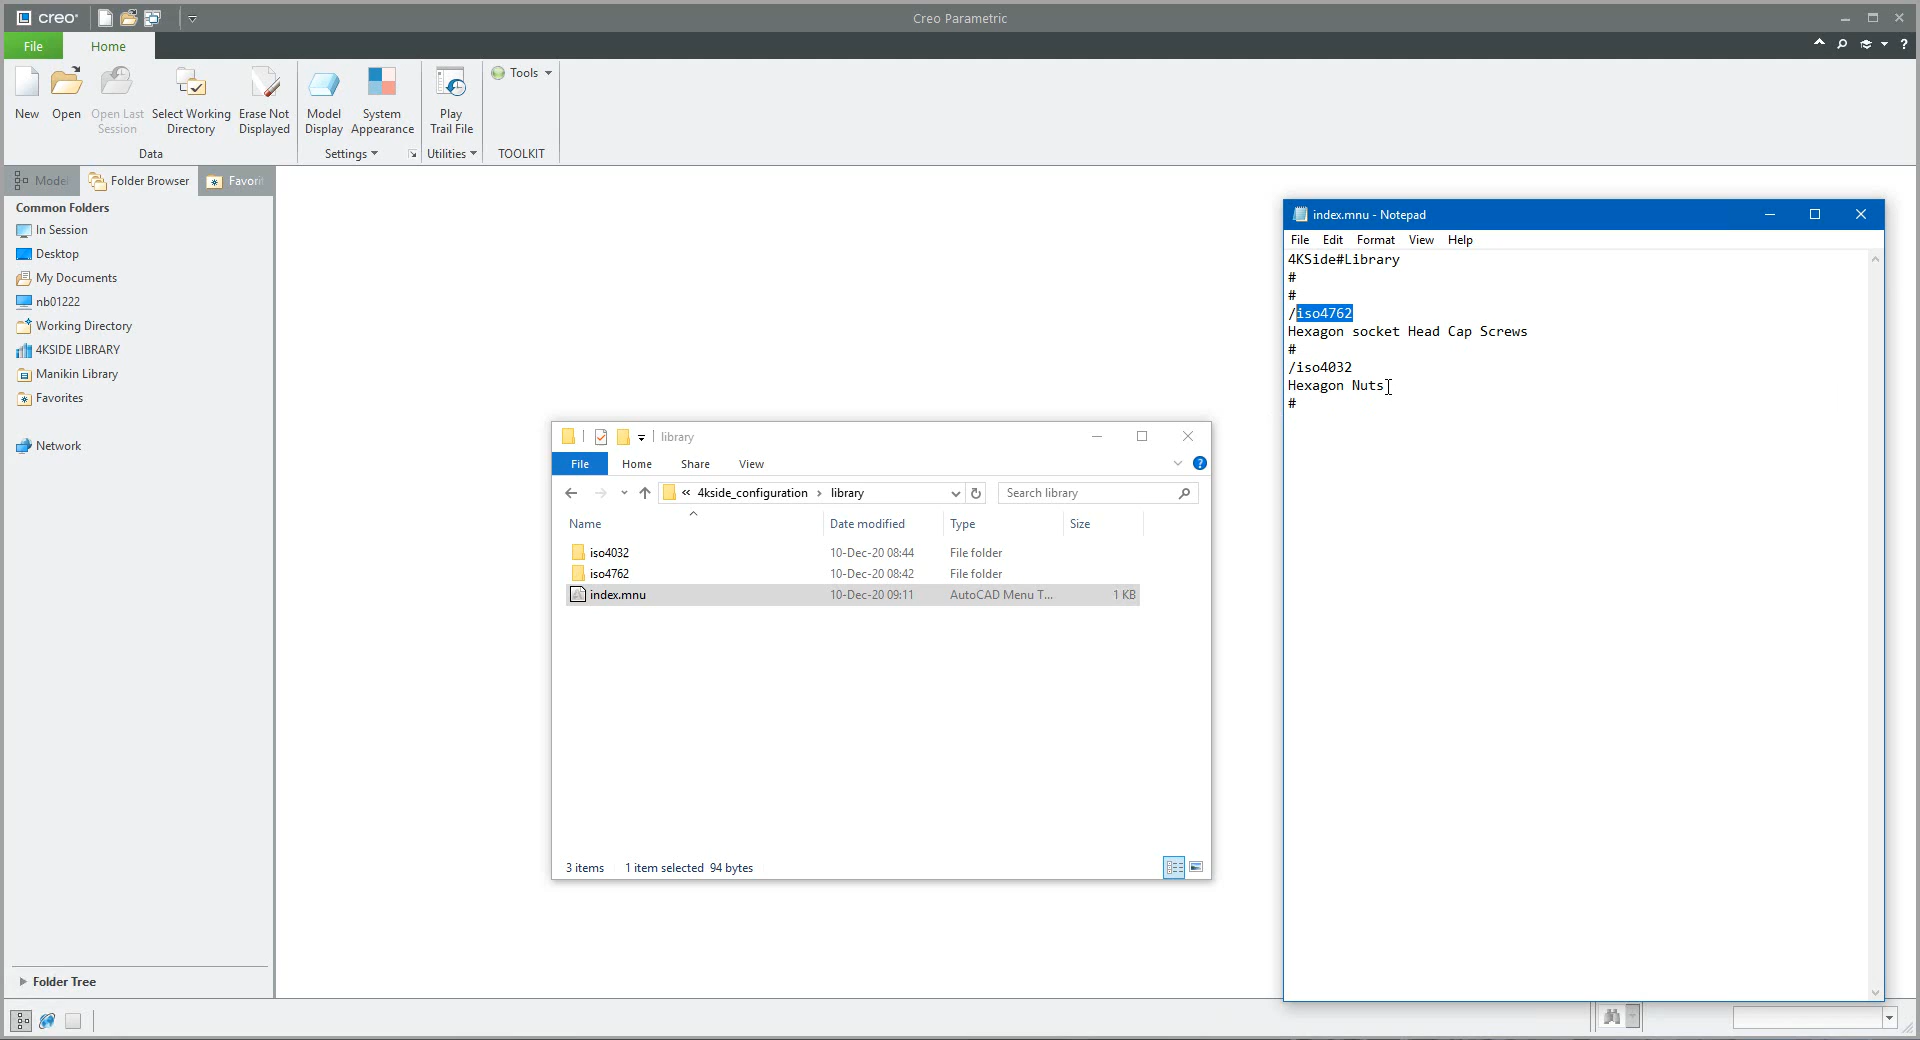 creo
Creo Parametric
File
Home
?
New
Open
Open Last Session
Select Working Directory
Erase Not Displayed
Model Display
System Appearance
Play Trail File
Tools
Data
Settings
Utilities
TOOLKIT
Mode
Folder Browser
Favori
Common Folders
In Session
Desktop
My Documents
nb01222
Working Directory
4KSIDE LIBRARY
Manikin Library
Favorites
Network
Folder Tree
library
File
Home
Share
View
?
« 4kside_configuration › library
Search library
Name
Date modified
Type
Size
iso4032
10-Dec-20 08:44
File folder
iso4762
10-Dec-20 08:42
File folder
index.mnu
10-Dec-20 09:11
AutoCAD Menu T...
1 KB
3 items
1 item selected 94 bytes
index.mnu - Notepad
File
Edit
Format
View
Help
4KSide#Library
#
#
/iso4762
Hexagon socket Head Cap Screws
#
/iso4032
Hexagon Nuts
#